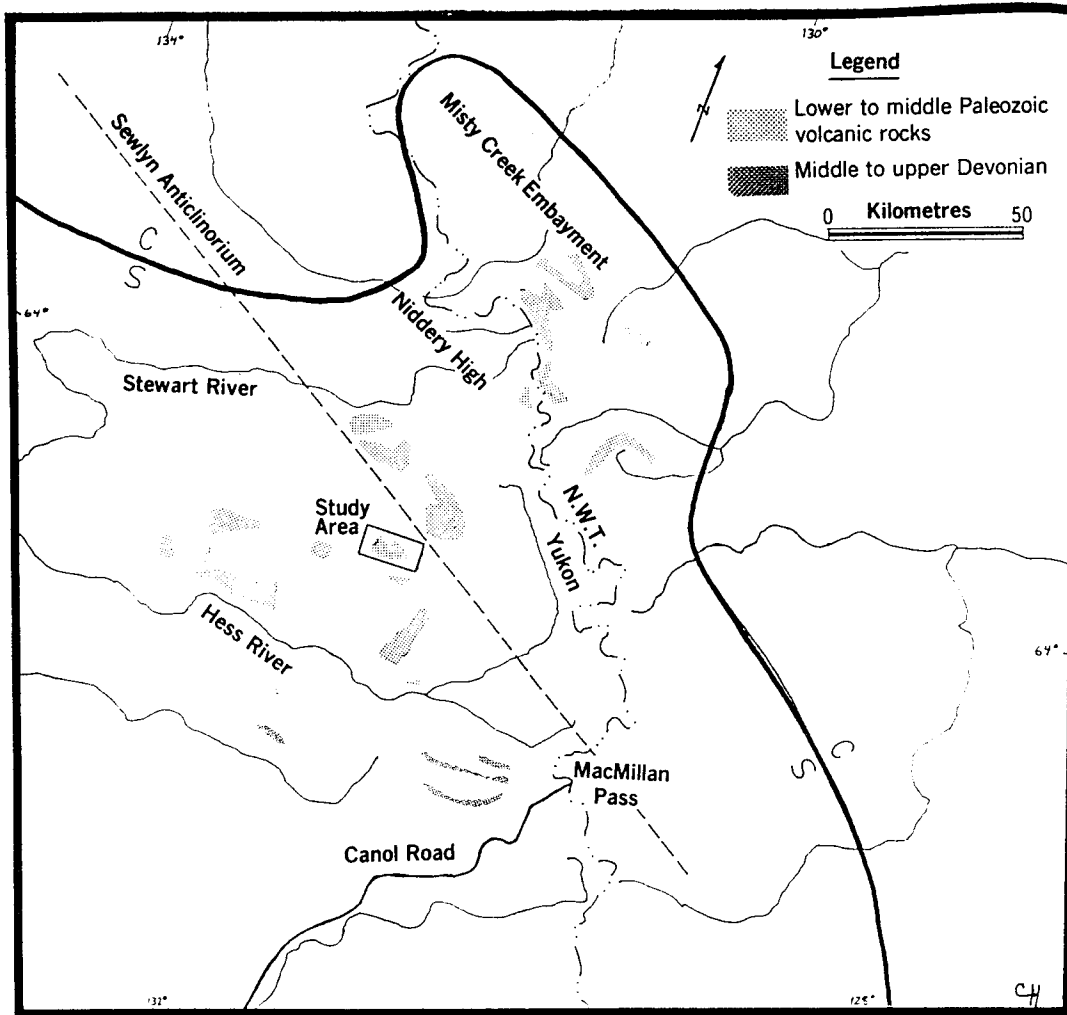 134°
130°
Legend
N
Lower to middle Paleozoic
volcanic rocks
Middle to upper Devonian
0 Kilometres 50
Misty Creek Embayment
Sewlyn Anticlinorium
C
S
64°
Niddery High
Stewart River
Study
Area
N.W.T.
Yukon
Hess River
64°
C
S
MacMillan
Pass
Canol Road
132°
128°
CH